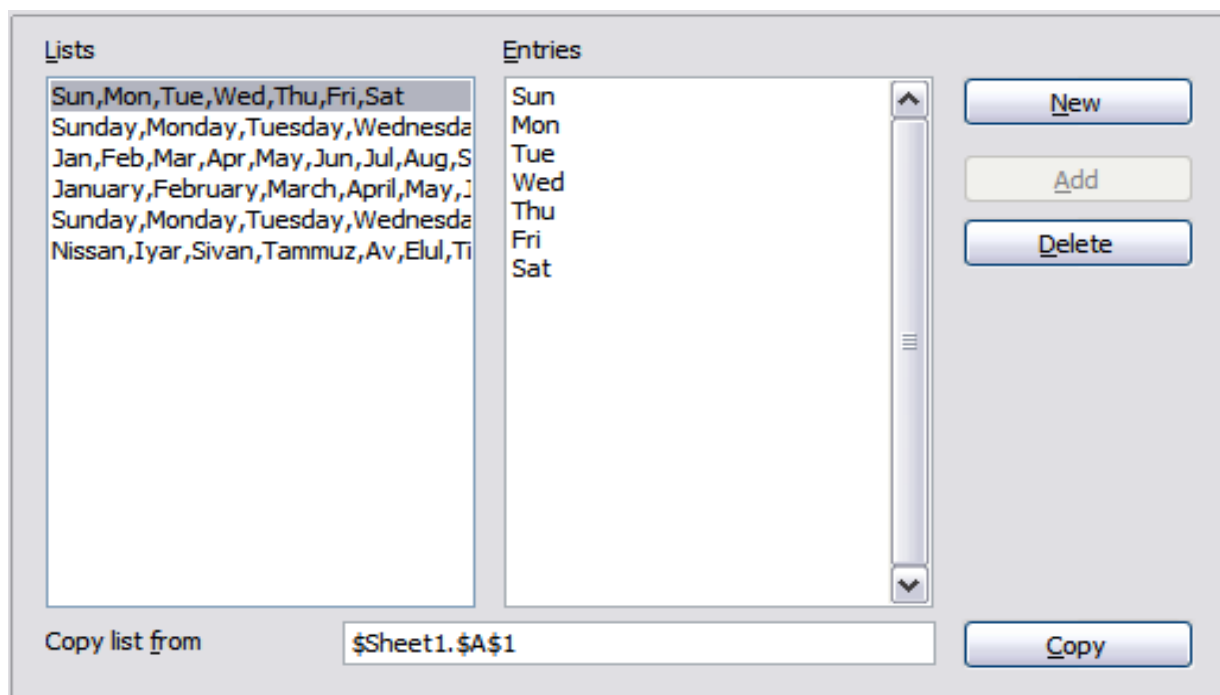 Lists
Sun,Mon,Tue,Wed,Thu,Fri,Sat
Sunday,Monday,Tuesday,Wednesda
Jan,Feb,Mar,Apr,May,Jun,Jul,Aug,S
January,February,March,April,May,J
Sunday,Monday,Tuesday,Wednesda
Nissan,Iyar,Sivan,Tammuz,Av,Elul,Ti
Entries
Sun
Mon
Tue
Wed
Thu
Fri
Sat
New
Add
Delete
Copy list from
$Sheet1.$A$1
Copy